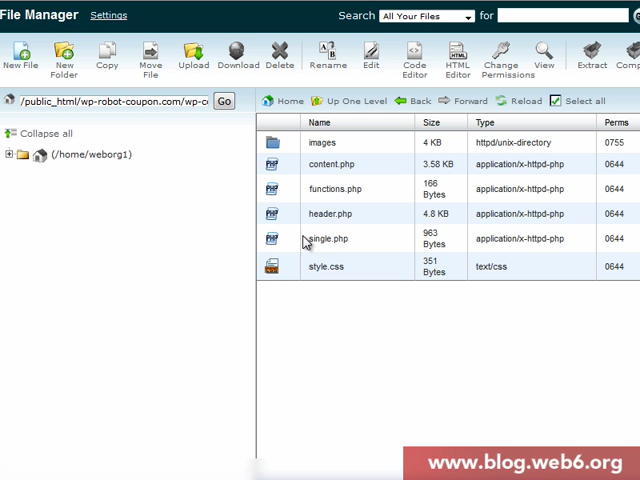 File Manager
Settings
Search All Your Files for
New File
New Folder
Copy
Move File
Upload
Download
Delete
Rename
Edit
Code Editor
HTML Editor
Change Permissions
View
Extract
/public_html/wp-robot-coupon.com/wp-c
Go
Home Up One Level Back Forward Reload Select all
Collapse all
(/home/weborg1)
Name Size Type Perms
images 4 KB httpd/unix-directory 0755
content.php 3.58 KB application/x-httpd-php 0644
functions.php 166 Bytes application/x-httpd-php 0644
header.php 4.8 KB application/x-httpd-php 0644
single.php 963 Bytes application/x-httpd-php 0644
style.css 351 Bytes text/css 0644
www.blog.web6.org